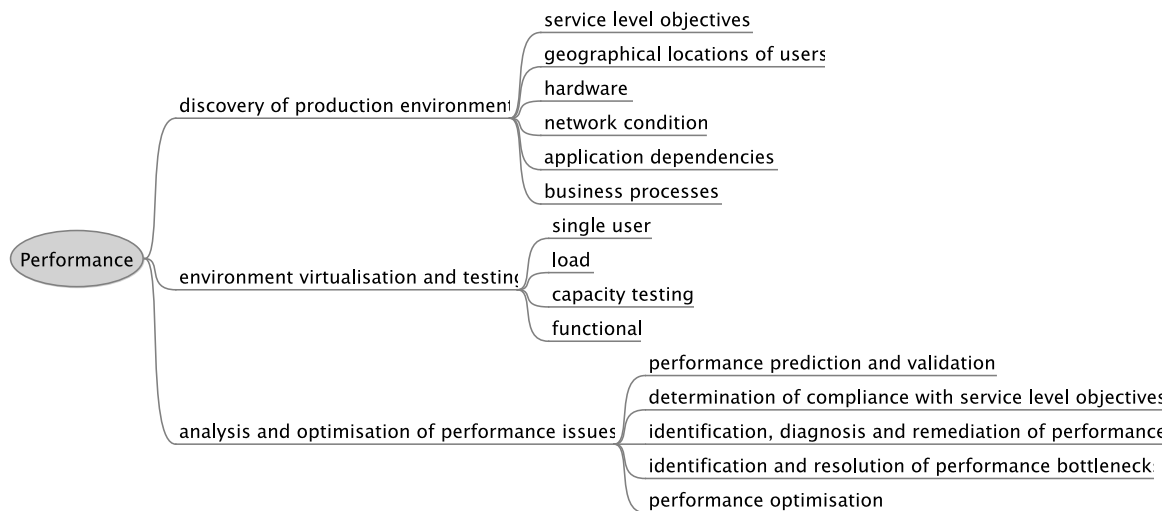 Performance
discovery of production environment
service level objectives
geographical locations of users
hardware
network condition
application dependencies
business processes
environment virtualisation and testing
single user
load
capacity testing
functional
analysis and optimisation of performance issues
performance prediction and validation
determination of compliance with service level objectives
identification, diagnosis and remediation of performance
identification and resolution of performance bottlenecks
performance optimisation